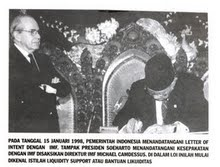 PADA TANGGAL 15 JANUARI 1998, PEMERINTAH INDONESIA MENANDATANGANI LETTER OF
INTENT DENGAN IMF. TAMPAK PRESIDEN SOEHARTO MENANDATANGANI KESEPAKATAN
DENGAN IMF DISAKSIKAN DIREKTUR IMF MICHAEL CAMDESSUS. DI DALAM LOI INILAH MULAI
DIKENAL ISTILAH LIQUIDITY SUPPORT ATAU BANTUAN LIKUIDITAS